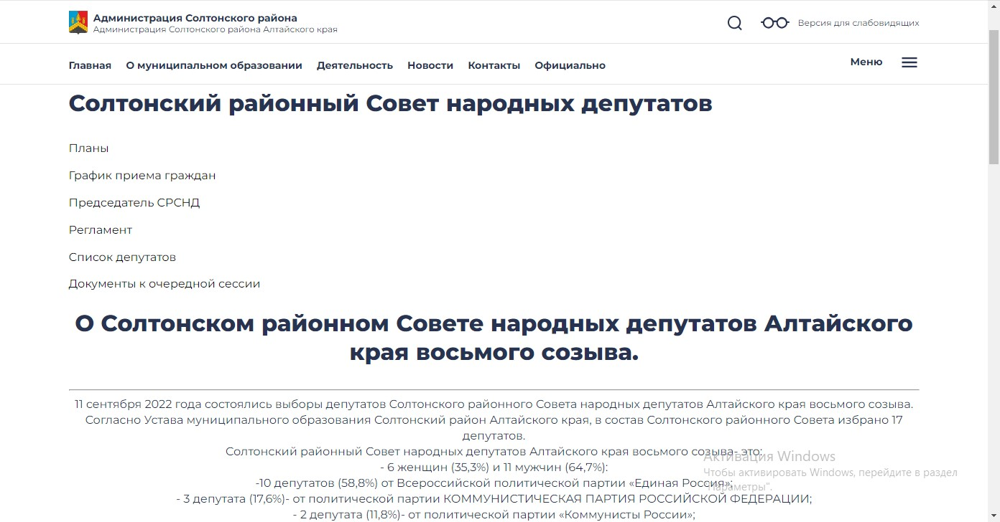 Администрация Солтонского района
Администрация Солтонского района Алтайского края
Версия для слабовидящих
Главная О муниципальном образовании Деятельность Новости Контакты Официально Меню
Солтонский районный Совет народных депутатов
Планы
График приема граждан
Председатель СРСНД
Регламент
Список депутатов
Документы к очередной сессии
О Солтонском районном Совете народных депутатов Алтайского
края восьмого созыва.
11 сентября 2022 года состоялись выборы депутатов Солтонского районного Совета народных депутатов Алтайского края восьмого созыва.
Согласно Устава муниципального образования Солтонский район Алтайского края, в состав Солтонского районного Совета избрано 17
депутатов.
Солтонский районный Совет народных депутатов Алтайского края восьмого созыва- это:
- 6 женщин (35,3%) и 11 мужчин (64,7%):
-10 депутатов (58,8%) от Всероссийской политической партии «Единая Россия»;
- 3 депутата (17,6%)- от политической партии КОММУНИСТИЧЕСКАЯ ПАРТИЯ РОССИЙСКОЙ ФЕДЕРАЦИИ;
- 2 депутата (11,8%)- от политической партии «Коммунисты России»;
Активация Windows
Чтобы активировать Windows, перейдите в раздел
"Параметры".